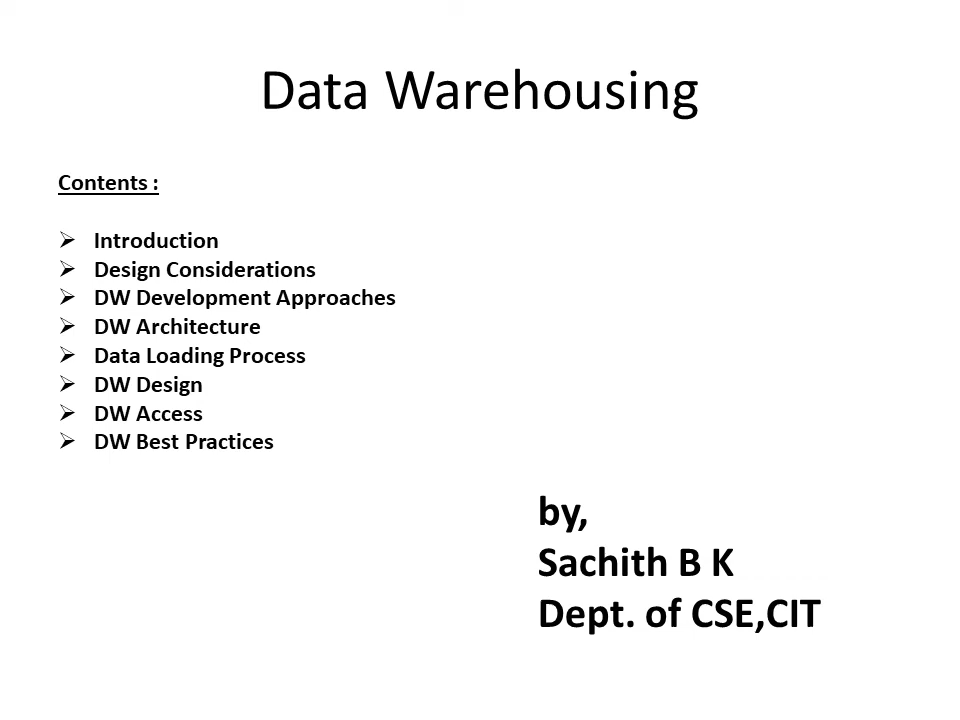 Data Warehousing
Contents :
➢ Introduction
➢ Design Considerations
➢ DW Development Approaches
➢ DW Architecture
➢ Data Loading Process
➢ DW Design
➢ DW Access
➢ DW Best Practices
by,
Sachith B K
Dept. of CSE,CIT